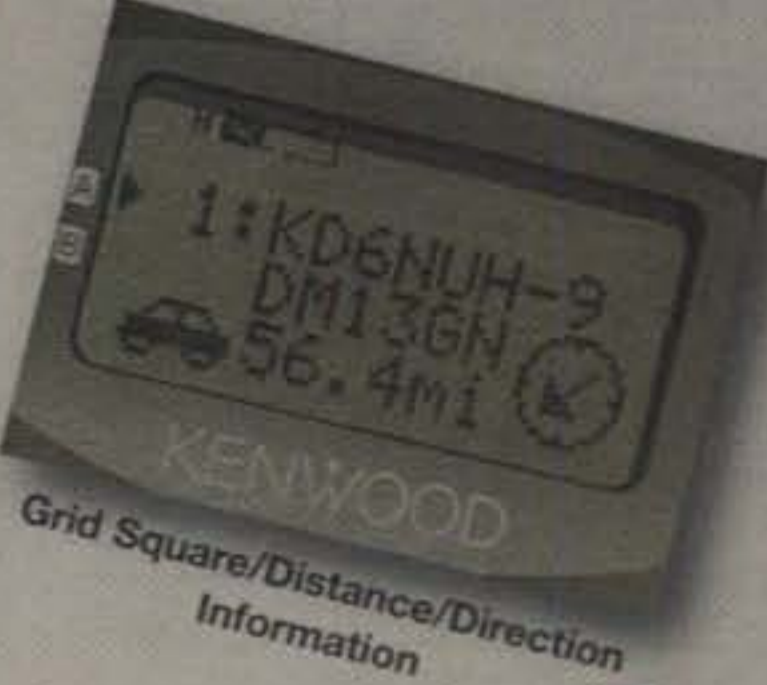 1:KD6NUH-9
DM13GN
56.4mi
KENWOOD
Grid Square/Distance/Direction
Information